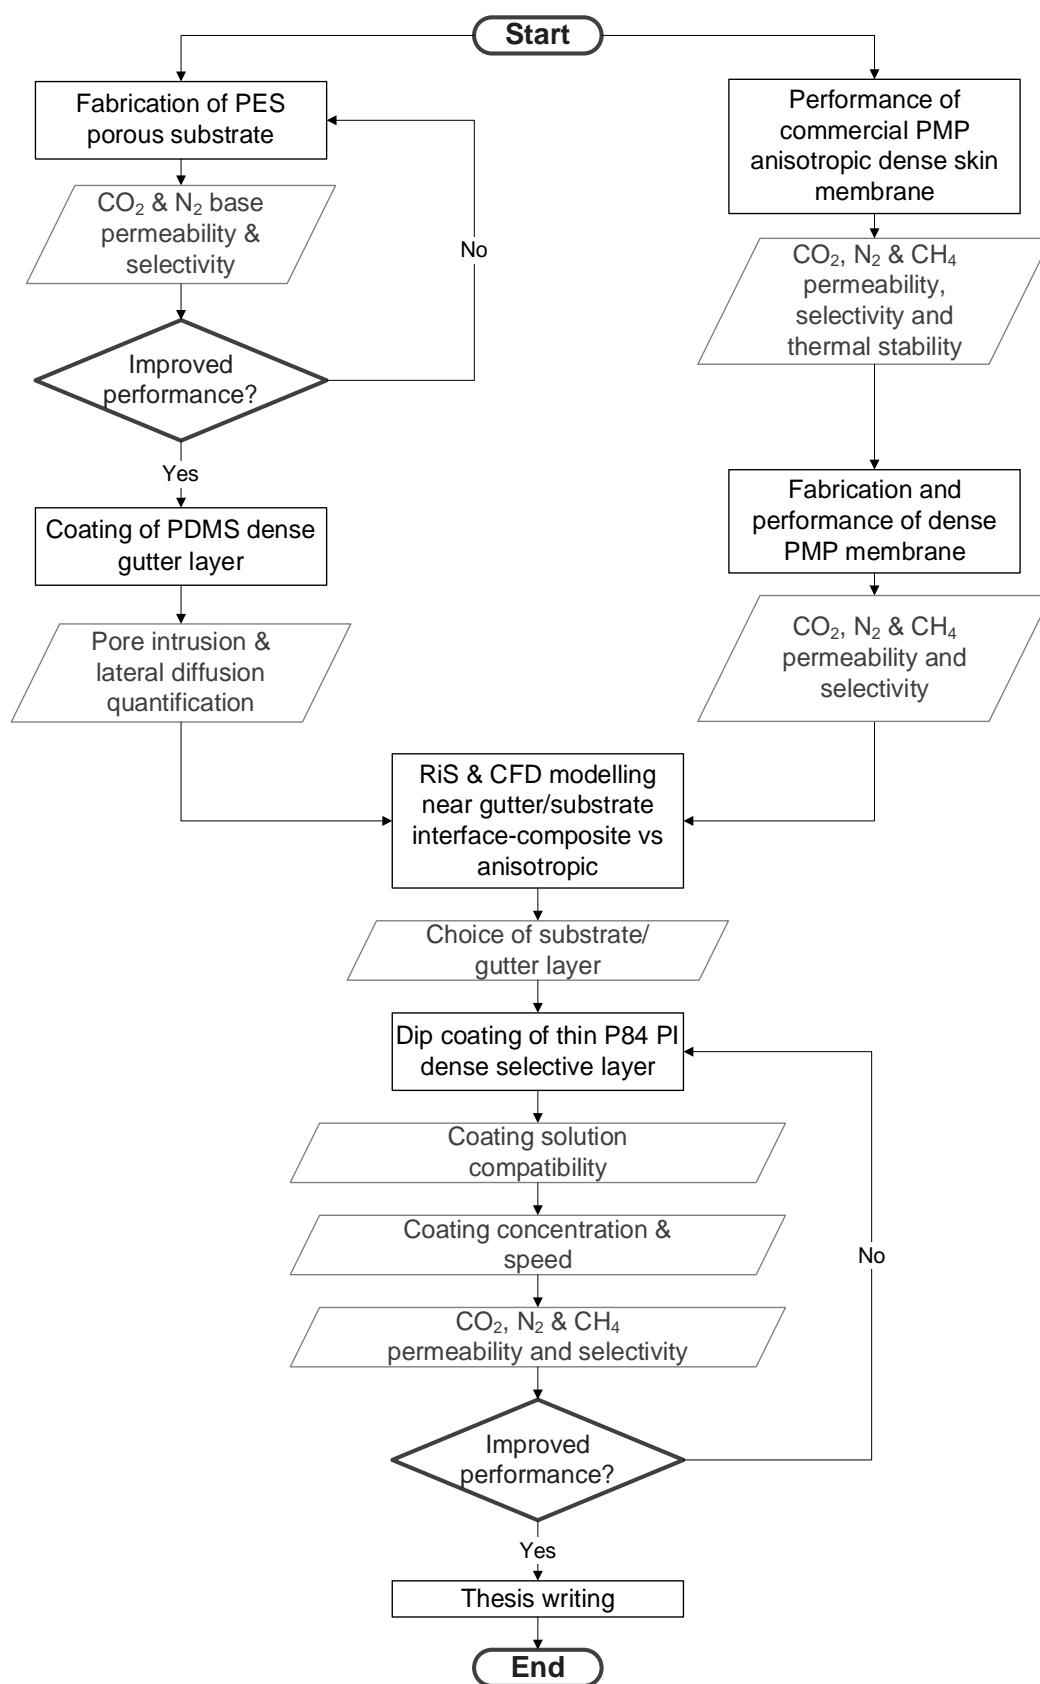 Start
Fabrication of PES
porous substrate
CO₂ & N₂ base
permeability &
selectivity
No
Improved
performance?
Yes
Coating of PDMS dense
gutter layer
Pore intrusion &
lateral diffusion
quantification
Performance of
commercial PMP
anisotropic dense skin
membrane
CO₂, N₂ & CH₄
permeability,
selectivity and
thermal stability
Fabrication and
performance of dense
PMP membrane
CO₂, N₂ & CH₄
permeability and
selectivity
RiS & CFD modelling
near gutter/substrate
interface-composite vs
anisotropic
Choice of substrate/
gutter layer
Dip coating of thin P84 PI
dense selective layer
Coating solution
compatibility
Coating concentration &
speed
No
CO₂, N₂ & CH₄
permeability and selectivity
Improved
performance?
Yes
Thesis writing
End